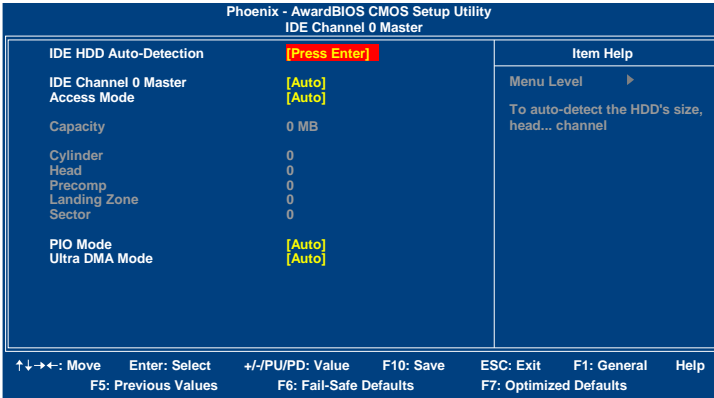 Phoenix - AwardBIOS CMOS Setup Utility
IDE Channel 0 Master
IDE HDD Auto-Detection [Press Enter]
IDE Channel 0 Master [Auto]
Access Mode [Auto]
Capacity 0 MB
Cylinder 0
Head 0
Precomp 0
Landing Zone 0
Sector 0
PIO Mode [Auto]
Ultra DMA Mode [Auto]
Item Help
Menu Level
To auto-detect the HDD's size,
head... channel
↑↓→←: Move Enter: Select +/-/PU/PD: Value F10: Save ESC: Exit F1: General Help
F5: Previous Values F6: Fail-Safe Defaults F7: Optimized Defaults